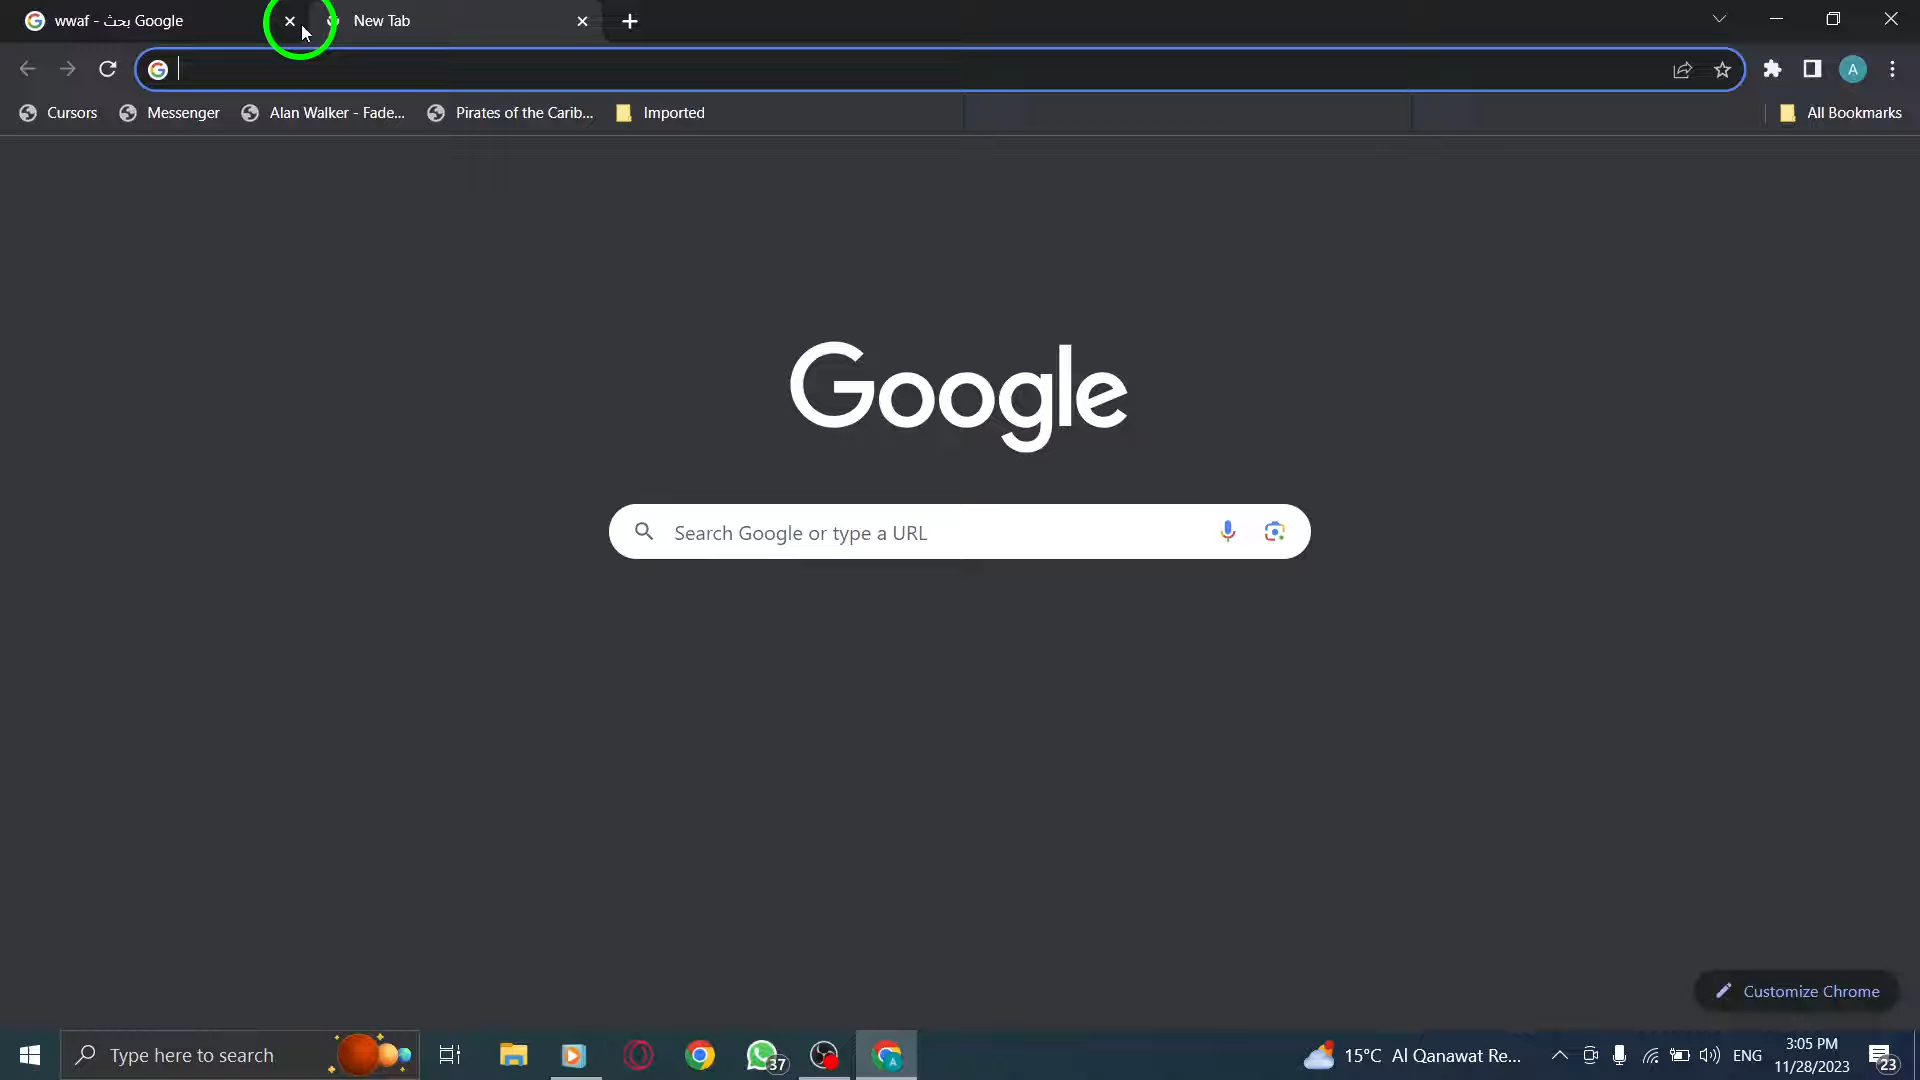 wwaf - بحث Google
New Tab
Cursors
Messenger
Alan Walker - Fade...
Pirates of the Carib...
Imported
All Bookmarks
A
Google
Search Google or type a URL
Customize Chrome
Type here to search
37
A
15°C Al Qanawat Re...
ENG
3:05 PM
11/28/2023
23